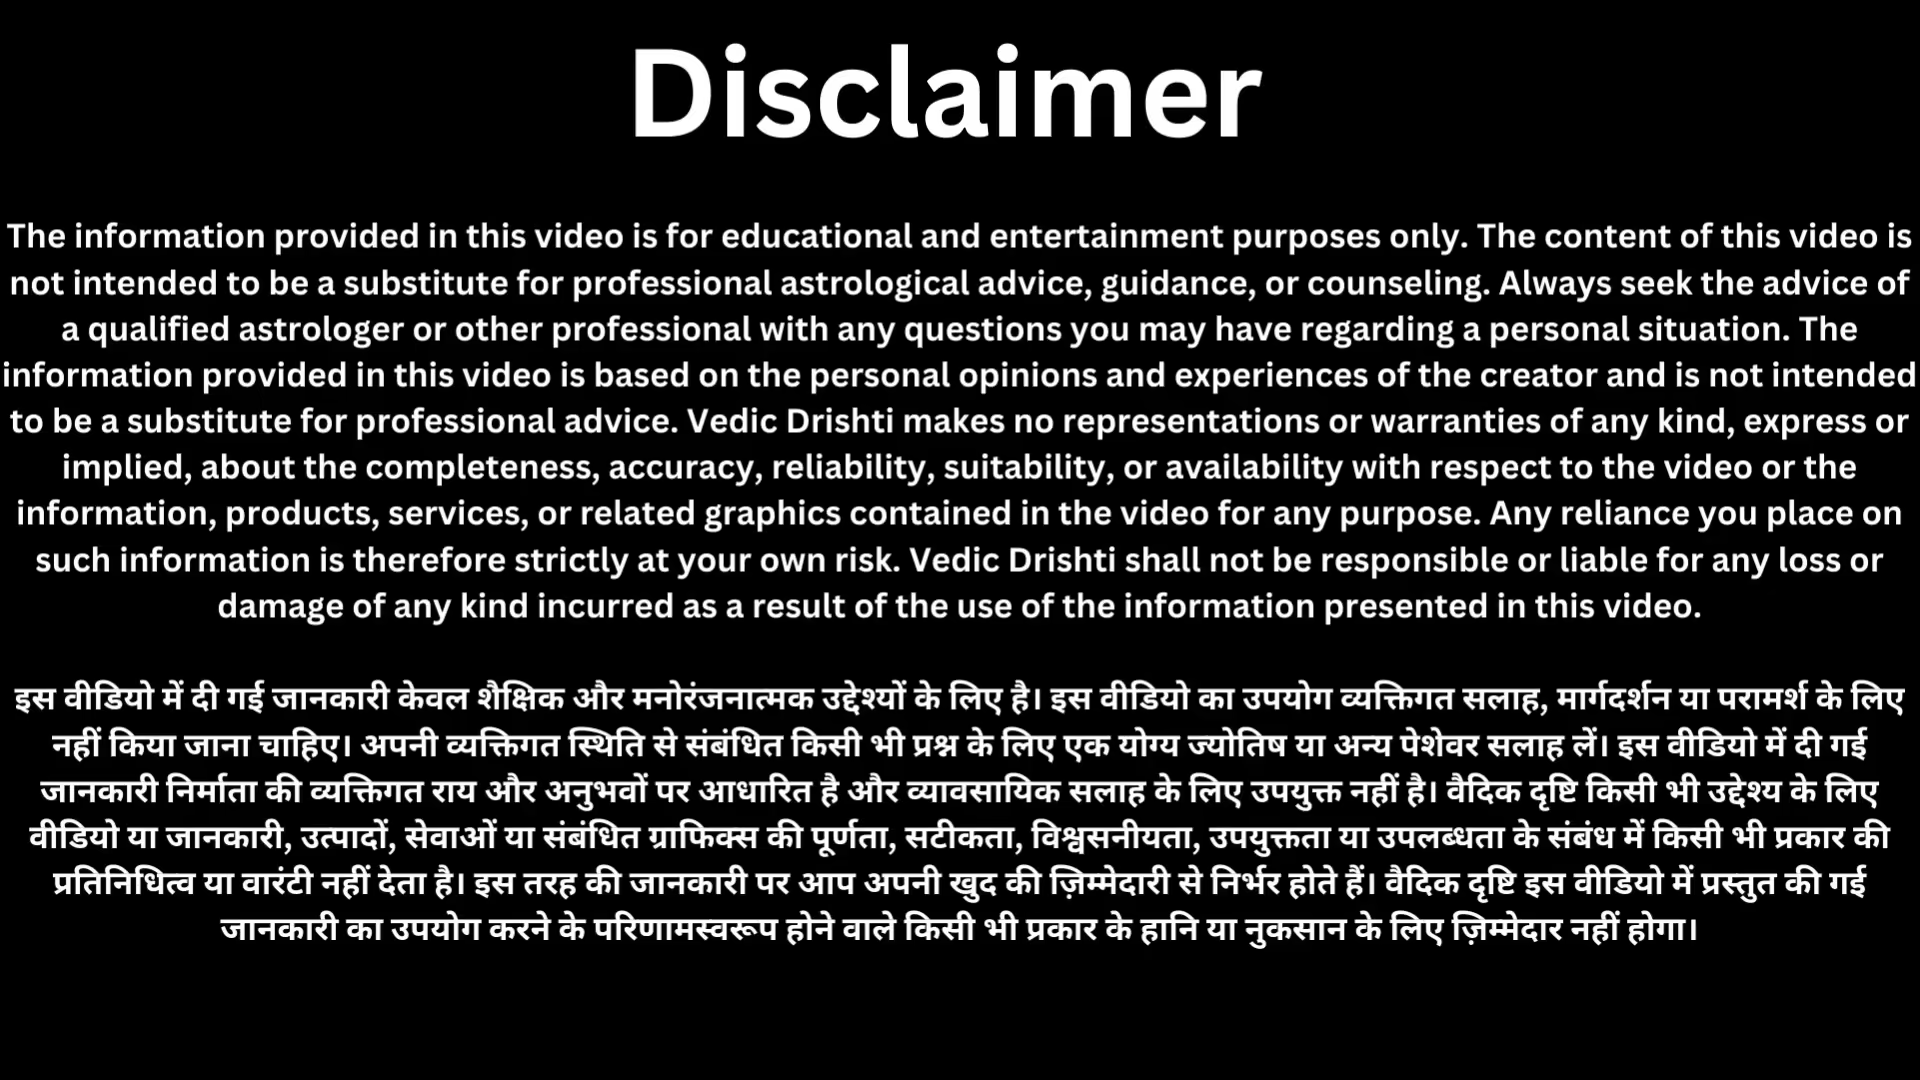 Disclaimer
The information provided in this video is for educational and entertainment purposes only. The content of this video is
not intended to be a substitute for professional astrological advice, guidance, or counseling. Always seek the advice of
a qualified astrologer or other professional with any questions you may have regarding a personal situation. The
information provided in this video is based on the personal opinions and experiences of the creator and is not intended
to be a substitute for professional advice. Vedic Drishti makes no representations or warranties of any kind, express or
implied, about the completeness, accuracy, reliability, suitability, or availability with respect to the video or the
information, products, services, or related graphics contained in the video for any purpose. Any reliance you place on
such information is therefore strictly at your own risk. Vedic Drishti shall not be responsible or liable for any loss or
damage of any kind incurred as a result of the use of the information presented in this video.
इस वीडियो में दी गई जानकारी केवल शैक्षिक और मनोरंजनात्मक उद्देश्यों के लिए है। इस वीडियो का उपयोग व्यक्तिगत सलाह, मार्गदर्शन या परामर्श के लिए
नहीं किया जाना चाहिए। अपनी व्यक्तिगत स्थिति से संबंधित किसी भी प्रश्न के लिए एक योग्य ज्योतिष या अन्य पेशेवर सलाह लें। इस वीडियो में दी गई
जानकारी निर्माता की व्यक्तिगत राय और अनुभवों पर आधारित है और व्यावसायिक सलाह के लिए उपयुक्त नहीं है। वैदिक दृष्टि किसी भी उद्देश्य के लिए
वीडियो या जानकारी, उत्पादों, सेवाओं या संबंधित ग्राफिक्स की पूर्णता, सटीकता, विश्वसनीयता, उपयुक्तता या उपलब्धता के संबंध में किसी भी प्रकार की
प्रतिनिधित्व या वारंटी नहीं देता है। इस तरह की जानकारी पर आप अपनी खुद की ज़िम्मेदारी से निर्भर होते हैं। वैदिक दृष्टि इस वीडियो में प्रस्तुत की गई
जानकारी का उपयोग करने के परिणामस्वरूप होने वाले किसी भी प्रकार के हानि या नुकसान के लिए ज़िम्मेदार नहीं होगा।